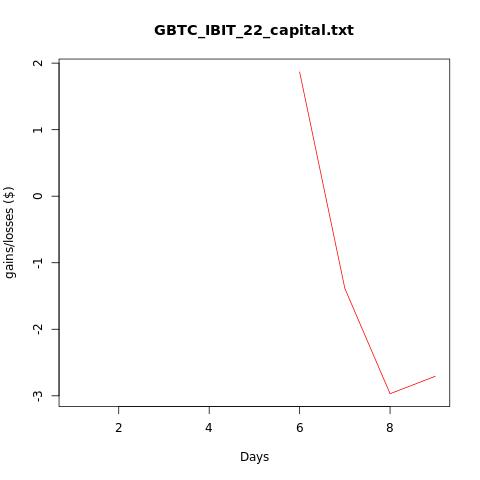 GBTC_IBIT_22_capital.txt
2
1
0
-1
-2
-3
gains/losses ($)
2 4 6 8
Days